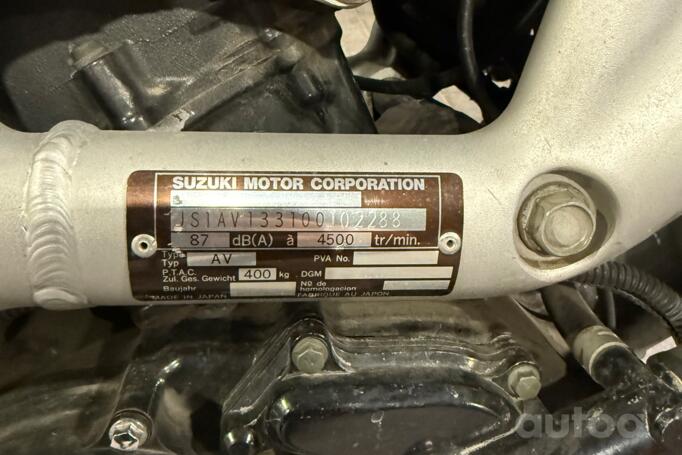 SUZUKI MOTOR CORPORATION
JS1AV133100102288
87 dB(A) à 4500 tr/min.
Type AV PVA No.
Typ
P.T.A.C.
Zul. Ges. Gewicht 400 kg. DGM
Baujahr Nº de homologacion
MADE IN JAPAN FABRIQUE AU JAPON
autoa